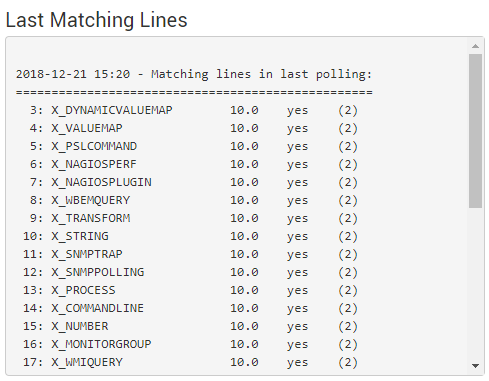 Last Matching Lines
2018-12-21 15:20 - Matching lines in last polling:
==================================================
3: X_DYNAMICVALUEMAP 10.0 yes (2)
4: X_VALUEMAP 10.0 yes (2)
5: X_PSLCOMMAND 10.0 yes (2)
6: X_NAGIOSPERF 10.0 yes (2)
7: X_NAGIOSPLUGIN 10.0 yes (2)
8: X_WBEMQUERY 10.0 yes (2)
9: X_TRANSFORM 10.0 yes (2)
10: X_STRING 10.0 yes (2)
11: X_SNMPTRAP 10.0 yes (2)
12: X_SNMPPOLLING 10.0 yes (2)
13: X_PROCESS 10.0 yes (2)
14: X_COMMANDLINE 10.0 yes (2)
15: X_NUMBER 10.0 yes (2)
16: X_MONITORGROUP 10.0 yes (2)
17: X_WMIQUERY 10.0 yes (2)